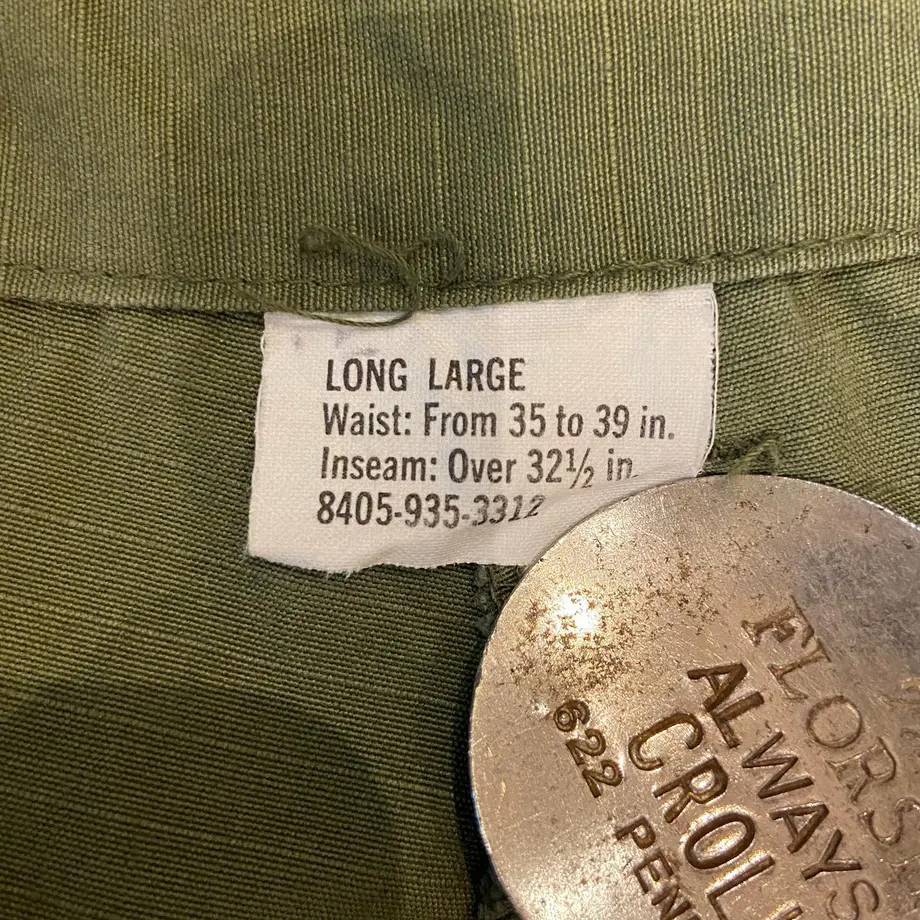 LONG LARGE
Waist: From 35 to 39 in.
Inseam: Over 32½ in.
8405-935-3312
FLORS
ALWAYS
CROL
622 PEN